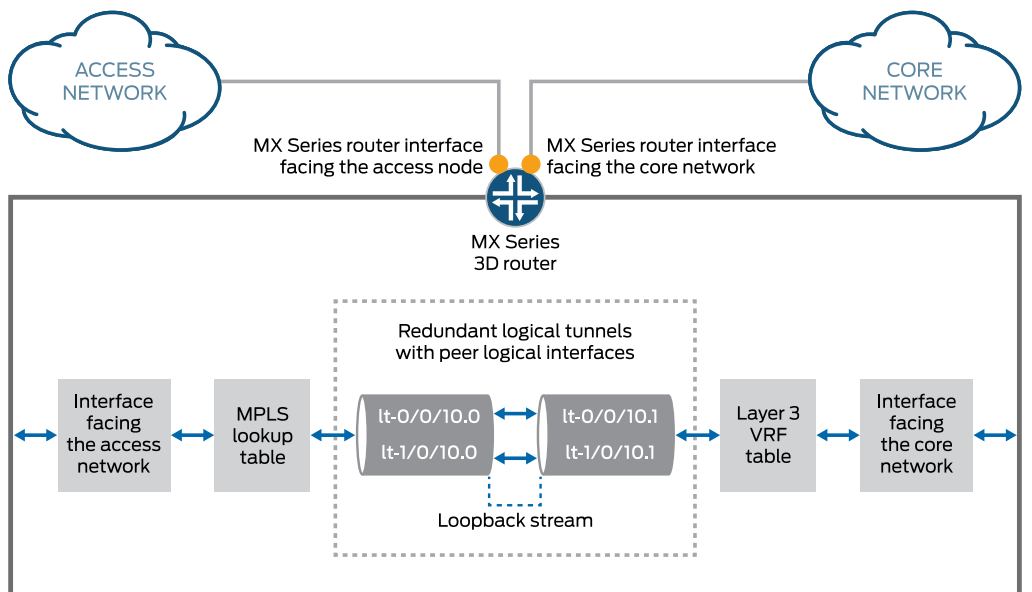 ACCESS
NETWORK
CORE
NETWORK
MX Series router interface
facing the access node
MX Series router interface
facing the core network
MX Series
3D router
Redundant logical tunnels
with peer logical interfaces
Interface
facing
the access
network
MPLS
lookup
table
lt-0/0/10.0
lt-1/0/10.0
lt-0/0/10.1
lt-1/0/10.1
Layer 3
VRF
table
Interface
facing
the core
network
Loopback stream